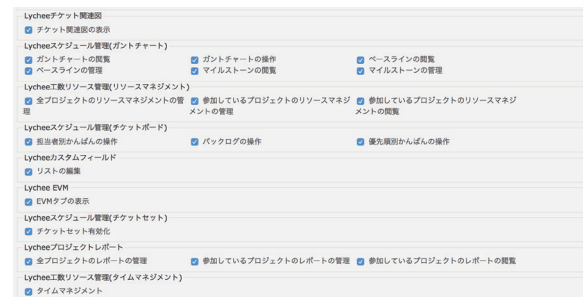 Lycheeチケット関連図
チケット関連図の表示
Lycheeスケジュール管理(ガントチャート)
ガントチャートの閲覧 ガントチャートの操作 ベースラインの閲覧
ベースラインの管理 マイルストーンの閲覧 マイルストーンの管理
Lychee工数リソース管理(リソースマネジメント)
全プロジェクトのリソースマネジメントの管 参加しているプロジェクトのリソースマネジ 参加しているプロジェクトのリソースマネジ
理 メントの管理 メントの閲覧
Lycheeスケジュール管理(チケットボード)
担当者別かんばんの操作 バックログの操作 優先順別かんばんの操作
Lycheeカスタムフィールド
リストの編集
Lychee EVM
EVMタブの表示
Lycheeスケジュール管理(チケットセット)
チケットセット有効化
Lycheeプロジェクトレポート
全プロジェクトのレポートの管理 参加しているプロジェクトのレポートの管理 参加しているプロジェクトのレポートの閲覧
Lychee工数リソース管理(タイムマネジメント)
タイムマネジメント